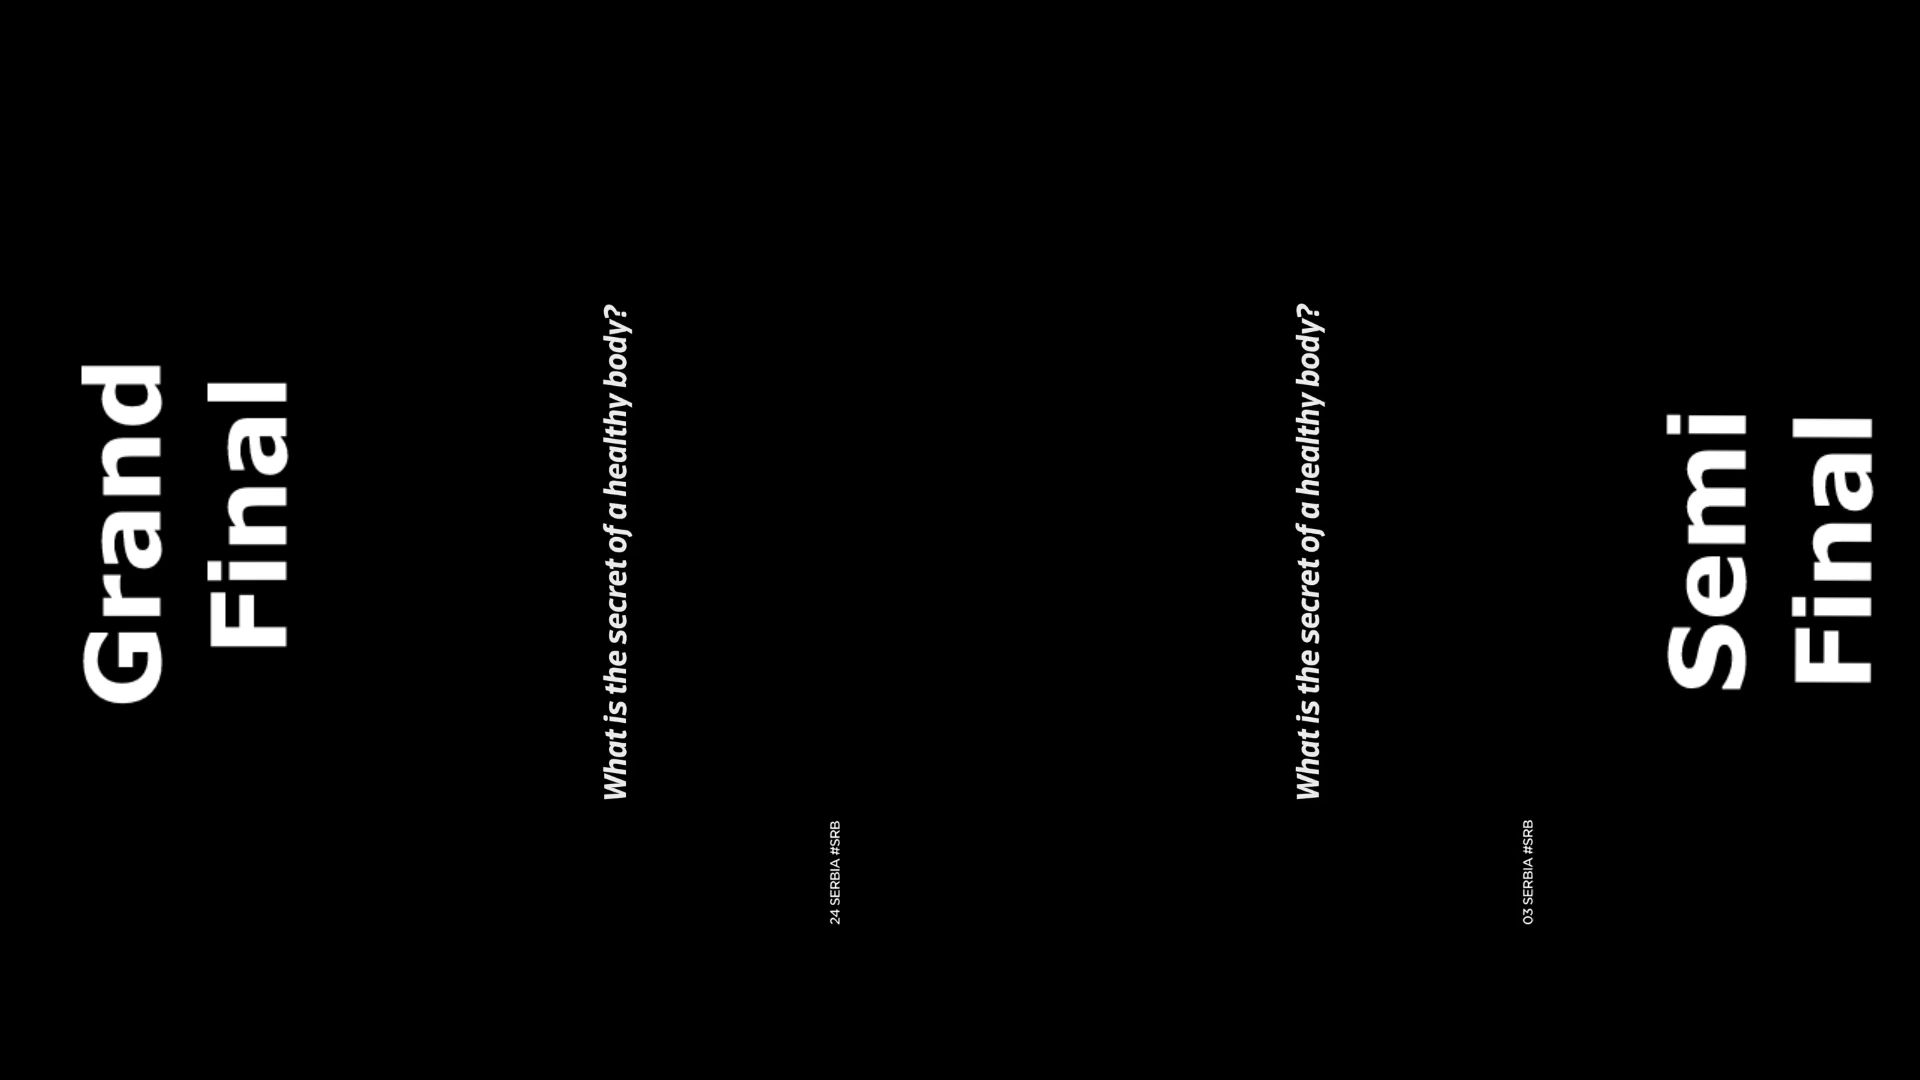 Grand
Final
What is the secret of a healthy body?
24 SERBIA #SRB
What is the secret of a healthy body?
03 SERBIA #SRB
Semi
Final